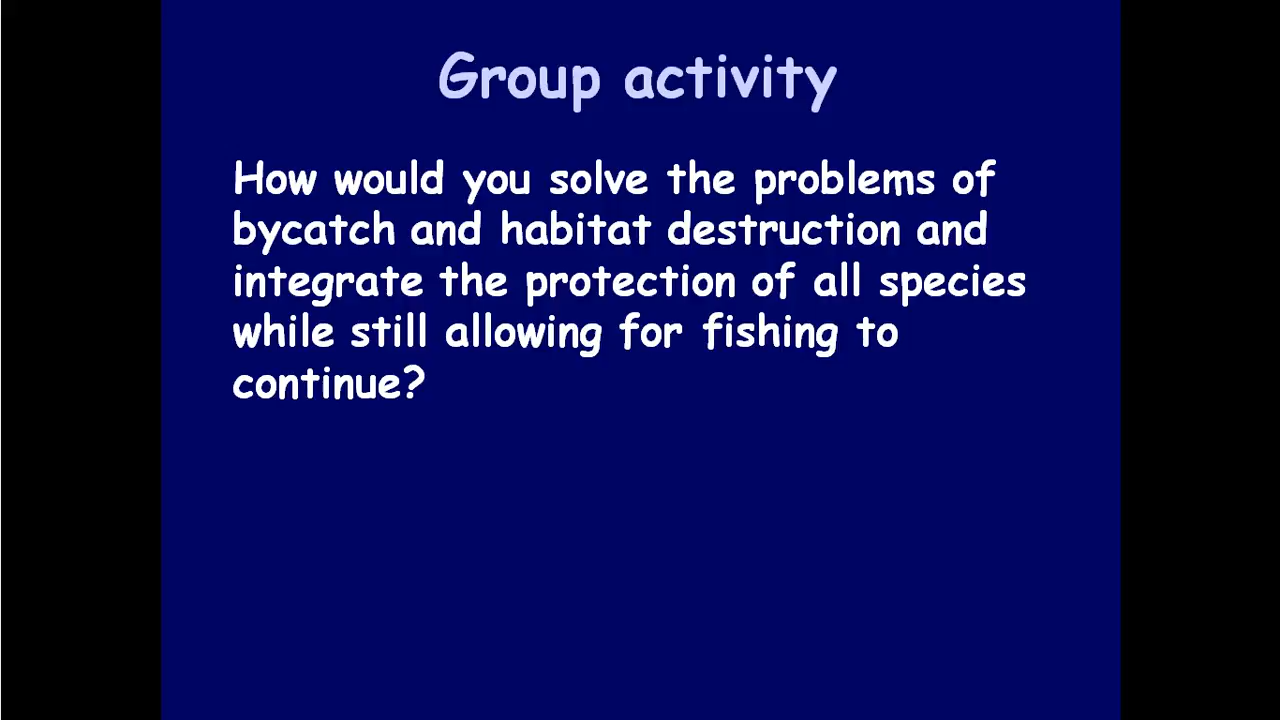 Group activity
How would you solve the problems of
bycatch and habitat destruction and
integrate the protection of all species
while still allowing for fishing to
continue?